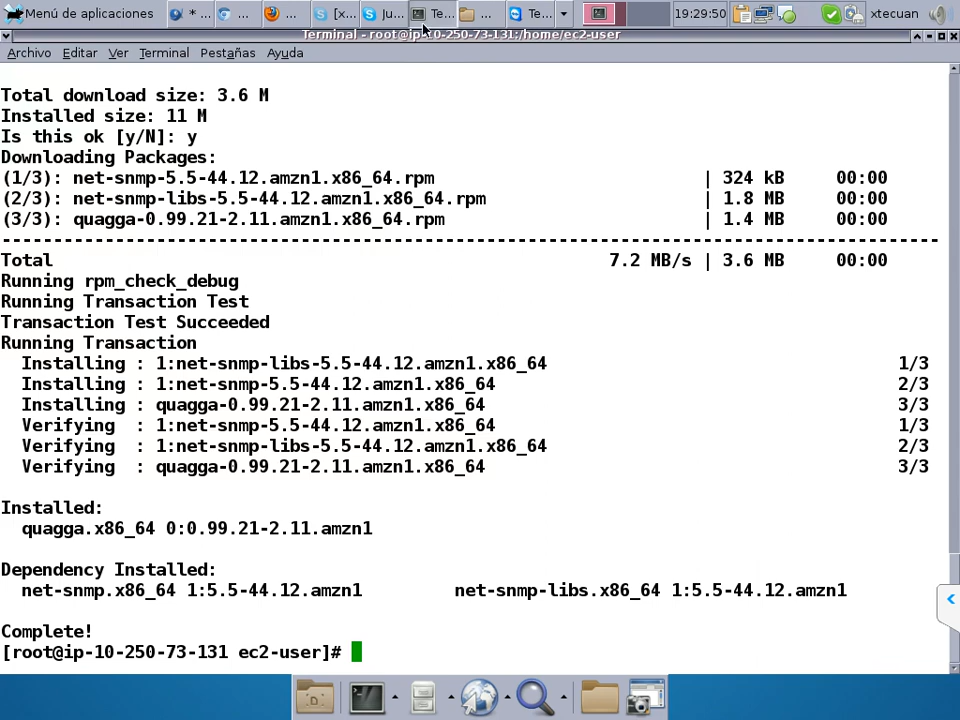 Menú de aplicaciones * ... ... ... [x... Ju... Te... ... Te... 19:29:50 xtecuan
Terminal - root@ip-10-250-73-131:/home/ec2-user
Archivo Editar Ver Terminal Pestañas Ayuda
Total download size: 3.6 M
Installed size: 11 M
Is this ok [y/N]: y
Downloading Packages:
(1/3): net-snmp-5.5-44.12.amzn1.x86_64.rpm | 324 kB 00:00
(2/3): net-snmp-libs-5.5-44.12.amzn1.x86_64.rpm | 1.8 MB 00:00
(3/3): quagga-0.99.21-2.11.amzn1.x86_64.rpm | 1.4 MB 00:00
--------------------------------------------------------------------------------
Total 7.2 MB/s | 3.6 MB 00:00
Running rpm_check_debug
Running Transaction Test
Transaction Test Succeeded
Running Transaction
Installing : 1:net-snmp-libs-5.5-44.12.amzn1.x86_64 1/3
Installing : 1:net-snmp-5.5-44.12.amzn1.x86_64 2/3
Installing : quagga-0.99.21-2.11.amzn1.x86_64 3/3
Verifying : 1:net-snmp-5.5-44.12.amzn1.x86_64 1/3
Verifying : 1:net-snmp-libs-5.5-44.12.amzn1.x86_64 2/3
Verifying : quagga-0.99.21-2.11.amzn1.x86_64 3/3
Installed:
quagga.x86_64 0:0.99.21-2.11.amzn1
Dependency Installed:
net-snmp.x86_64 1:5.5-44.12.amzn1 net-snmp-libs.x86_64 1:5.5-44.12.amzn1
Complete!
[root@ip-10-250-73-131 ec2-user]#